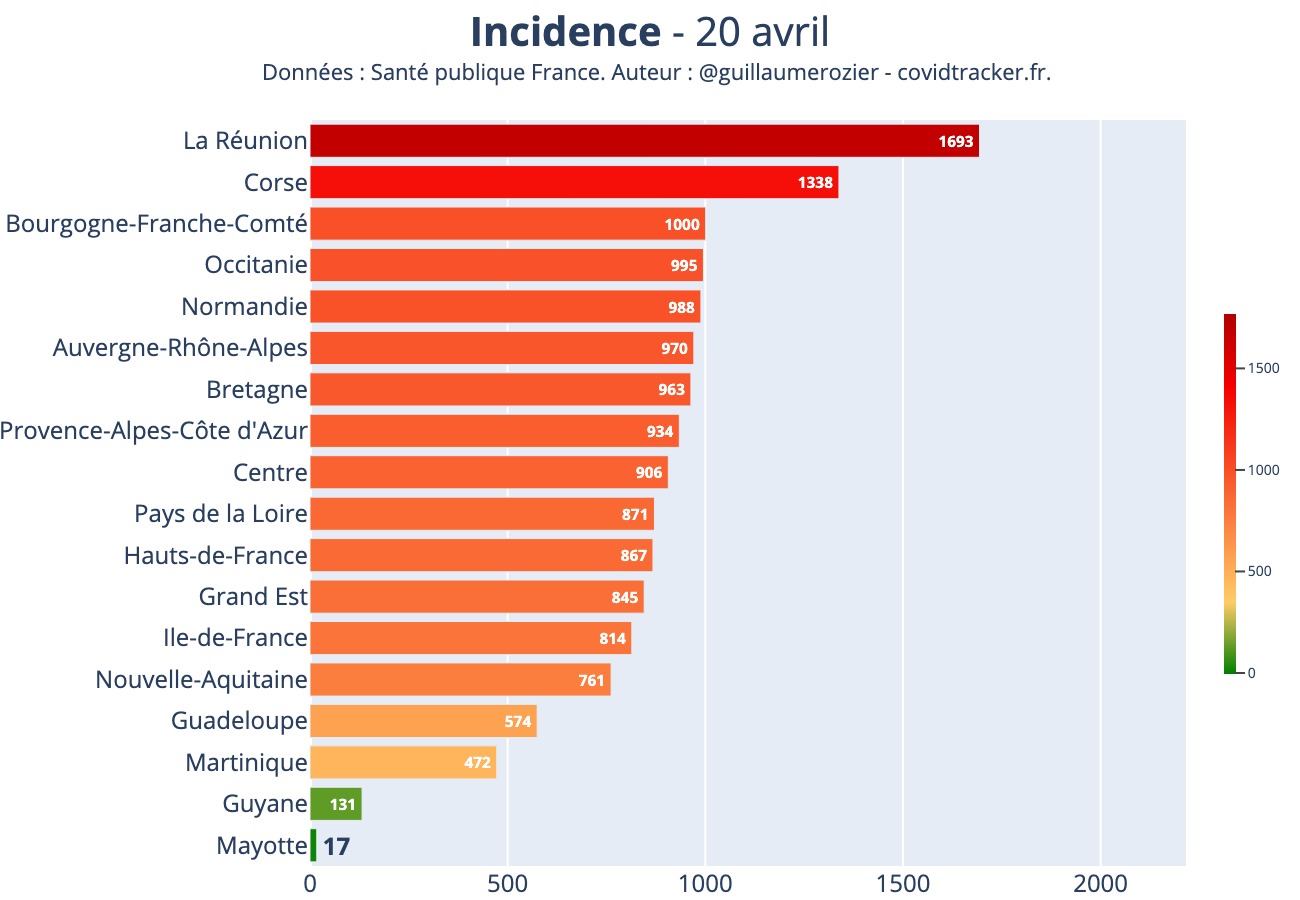 Incidence - 20 avril
Données : Santé publique France. Auteur : @guillaumerozier - covidtracker.fr.
La Réunion 1693
Corse 1338
Bourgogne-Franche-Comté 1000
Occitanie 995
Normandie 988
Auvergne-Rhône-Alpes 970
Bretagne 963
Provence-Alpes-Côte d'Azur 934
Centre 906
Pays de la Loire 871
Hauts-de-France 867
Grand Est 845
Ile-de-France 814
Nouvelle-Aquitaine 761
Guadeloupe 574
Martinique 472
Guyane 131
Mayotte 17
0 500 1000 1500 2000
1500
1000
500
0